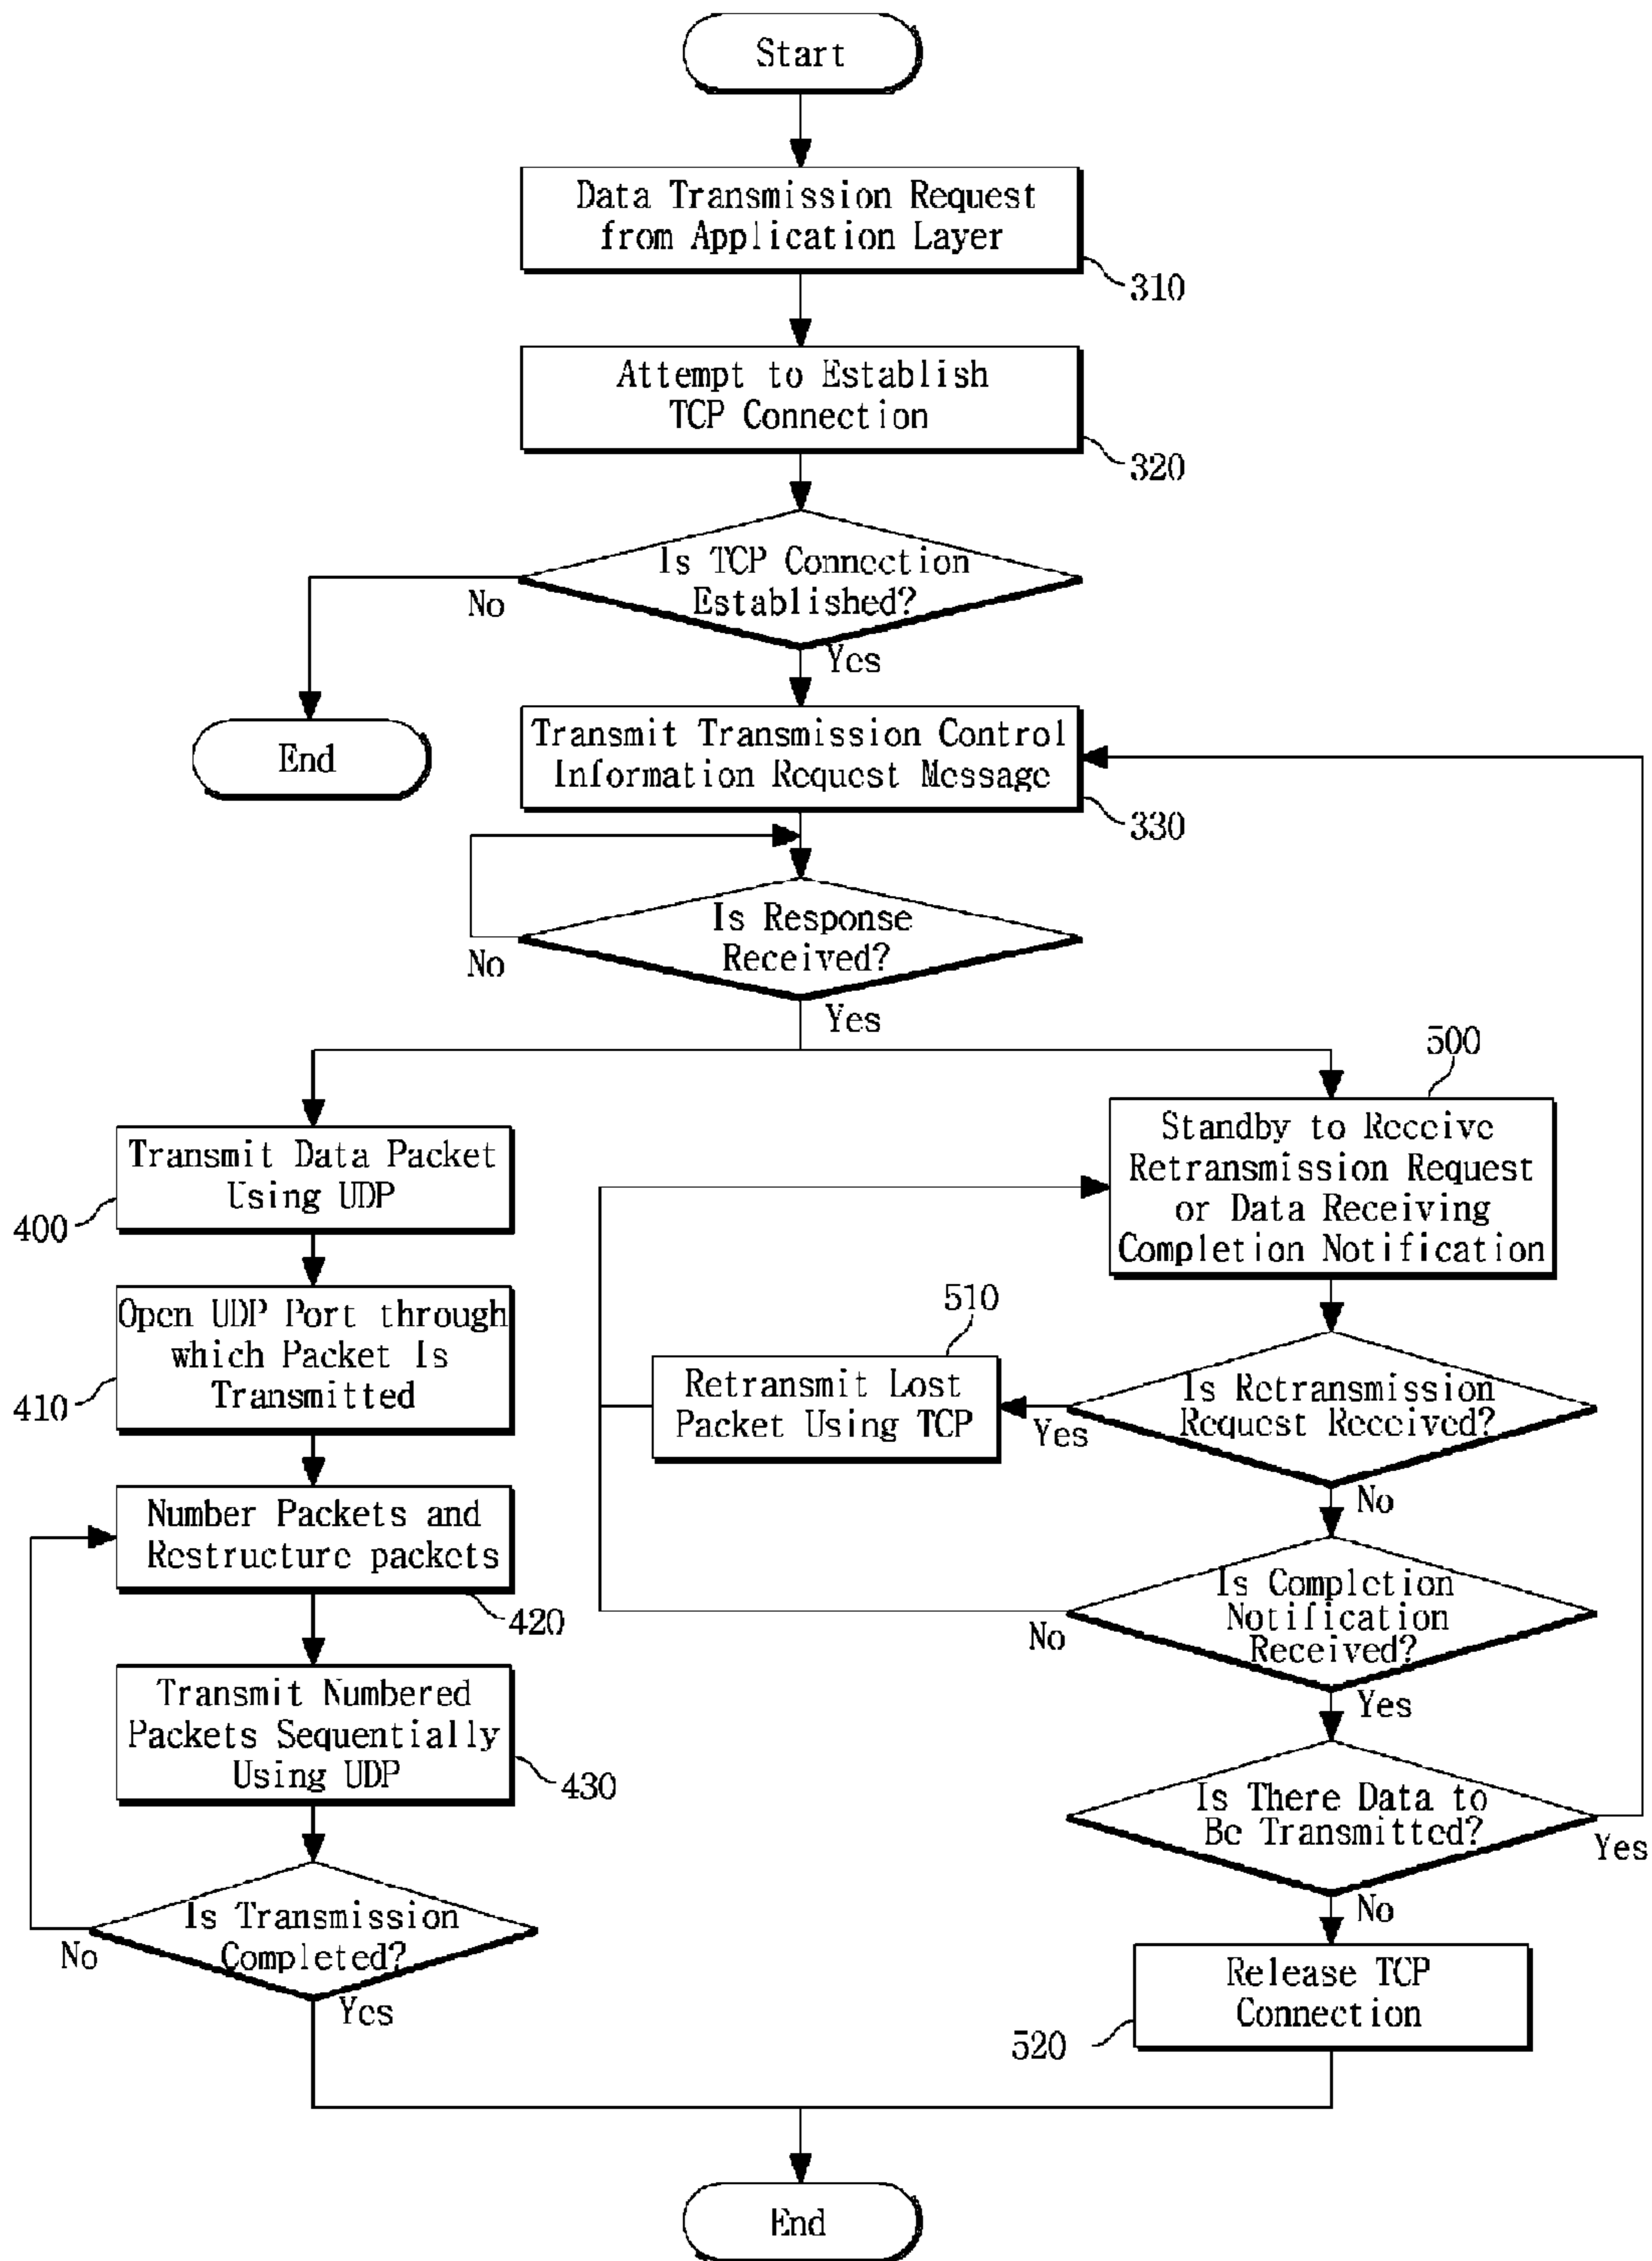 Start
Data Transmission Request
from Application Layer
310
Attempt to Establish
TCP Connection
320
Is TCP Connection
Established?
No
Yes
End
Transmit Transmission Control
Information Request Message
330
Is Response
Received?
No
Yes
Transmit Data Packet
Using UDP
400
Open UDP Port through
which Packet Is
Transmitted
410
Number Packets and
Restructure packets
420
Transmit Numbered
Packets Sequentially
Using UDP
430
Is Transmission
Completed?
No
Yes
500
Standby to Receive
Retransmission Request
or Data Receiving
Completion Notification
510
Retransmit Lost
Packet Using TCP
Is Retransmission
Request Received?
Yes
No
Is Completion
Notification
Received?
No
Yes
Is There Data to
Be Transmitted?
Yes
No
Release TCP
Connection
520
End